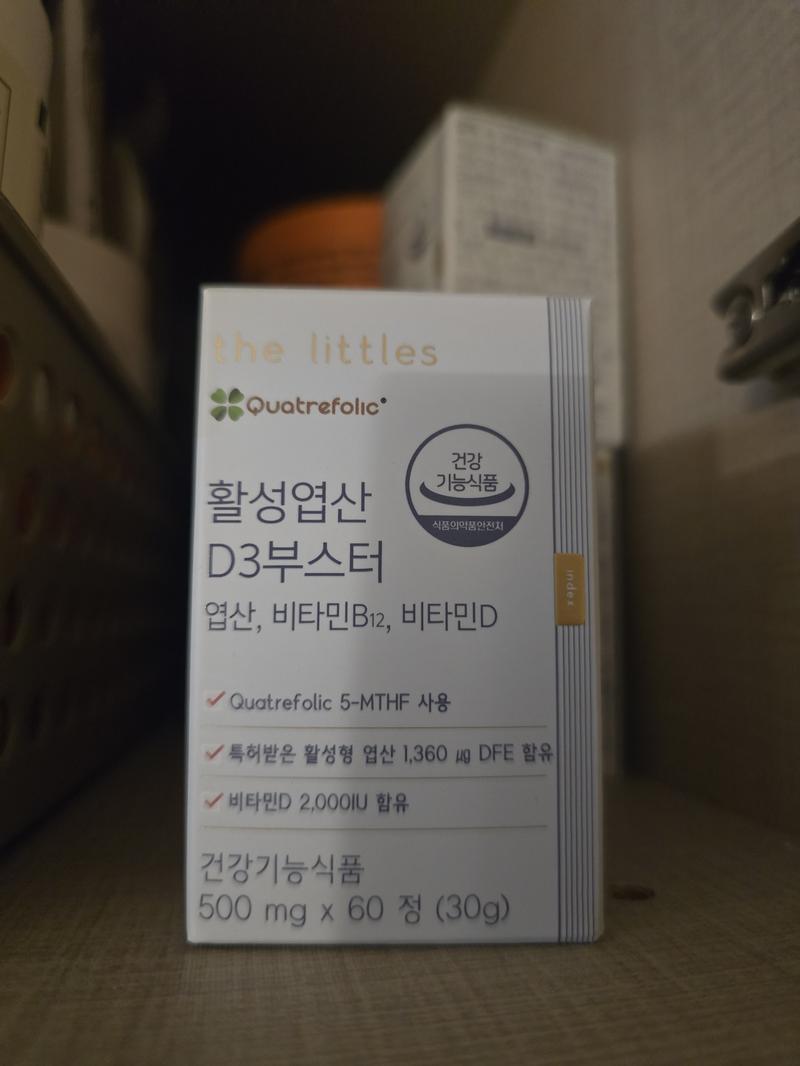 the littles
Quatrefolic®
건강
기능식품
식품의약품안전처
활성엽산
D3부스터
엽산, 비타민B12, 비타민D
index
Quatrefolic 5-MTHF 사용
특허받은 활성형 엽산 1,360 μg DFE 함유
비타민D 2,000IU 함유
건강기능식품
500 mg x 60 정 (30g)